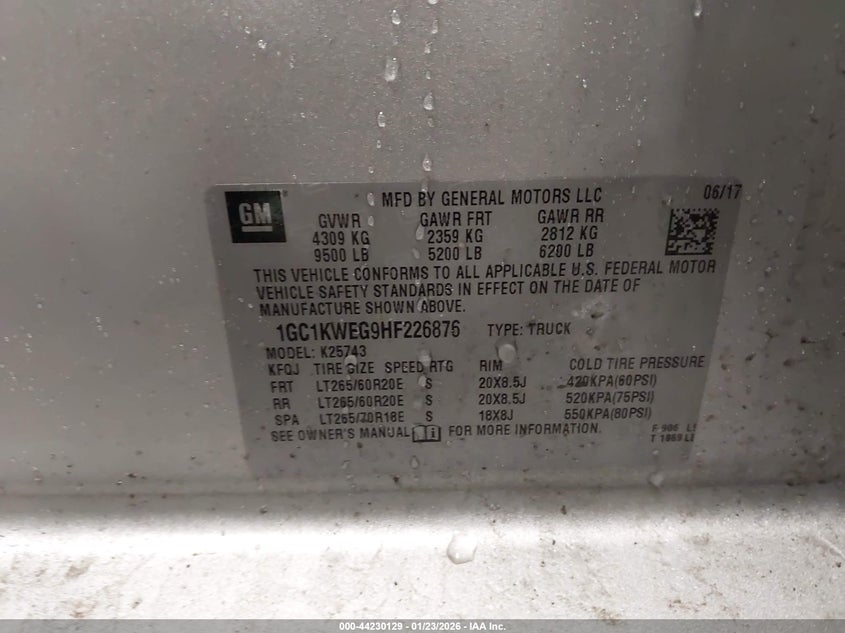 GM
MFD BY GENERAL MOTORS LLC 06/17
GVWR GAWR FRT GAWR RR
4309 KG 2359 KG 2812 KG
9500 LB 5200 LB 6200 LB
THIS VEHICLE CONFORMS TO ALL APPLICABLE U.S. FEDERAL MOTOR
VEHICLE SAFETY STANDARDS IN EFFECT ON THE DATE OF
MANUFACTURE SHOWN ABOVE.
1GC1KWEG9HF226876 TYPE: TRUCK
MODEL: K25743
KFQJ TIRE SIZE SPEED RTG RIM COLD TIRE PRESSURE
FRT LT265/60R20E S 20X8.5J 420KPA(60PSI)
RR LT265/60R20E S 20X8.5J 520KPA(75PSI)
SPA LT265/70R18E S 18X8J 550KPA(80PSI)
SEE OWNER'S MANUAL FOR MORE INFORMATION.
F 906
T 1069
000-44230129 - 01/23/2026 - IAA Inc.